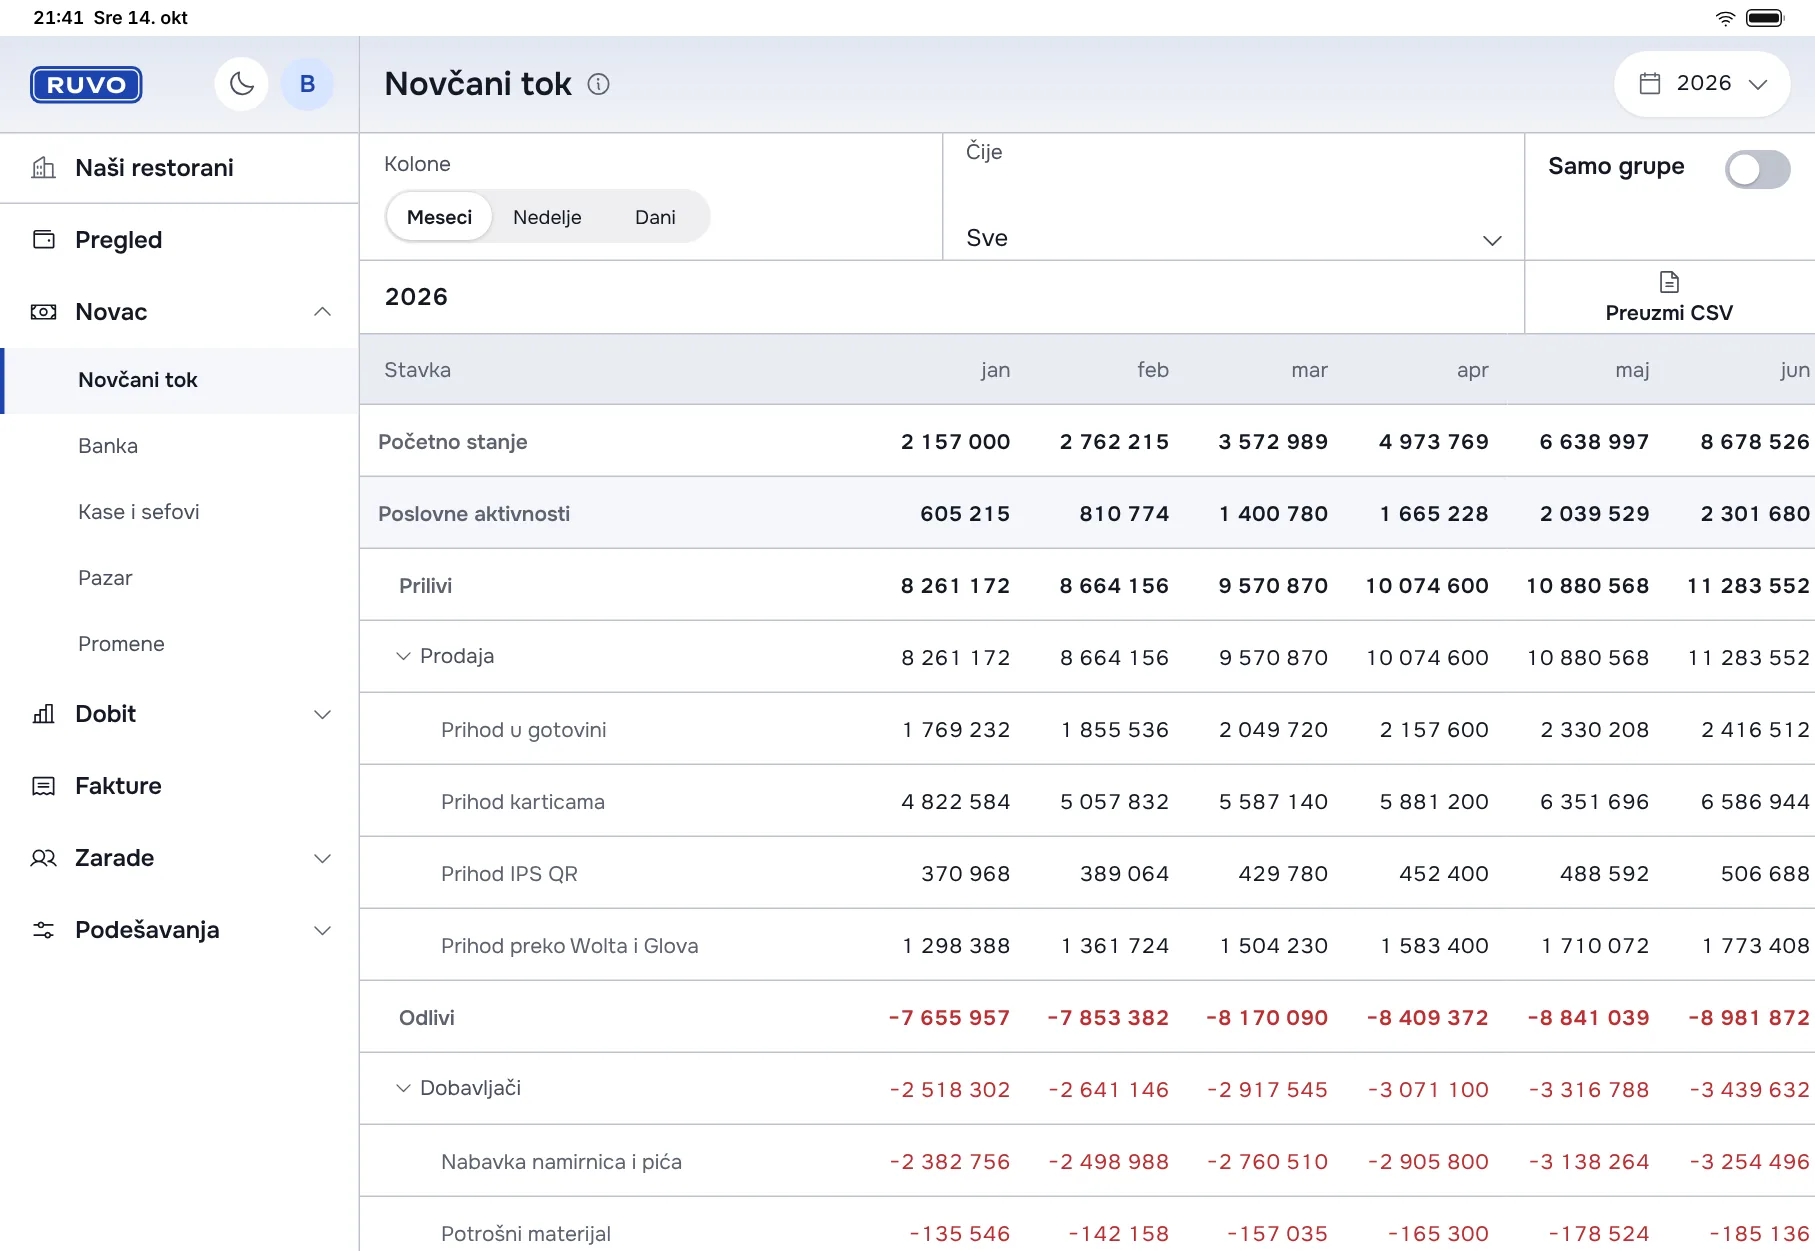 21:41 Sre 14. okt
RUVO
B
Novčani tok
2026
Naši restorani
Pregled
Novac
Novčani tok
Banka
Kase i sefovi
Pazar
Promene
Dobit
Fakture
Zarade
Podešavanja
Kolone
Meseci Nedelje Dani
Čije
Sve
Samo grupe
2026
Preuzmi CSV
Stavka jan feb mar apr maj jun
Početno stanje 2 157 000 2 762 215 3 572 989 4 973 769 6 638 997 8 678 526
Poslovne aktivnosti 605 215 810 774 1 400 780 1 665 228 2 039 529 2 301 680
Prilivi 8 261 172 8 664 156 9 570 870 10 074 600 10 880 568 11 283 552
Prodaja 8 261 172 8 664 156 9 570 870 10 074 600 10 880 568 11 283 552
Prihod u gotovini 1 769 232 1 855 536 2 049 720 2 157 600 2 330 208 2 416 512
Prihod karticama 4 822 584 5 057 832 5 587 140 5 881 200 6 351 696 6 586 944
Prihod IPS QR 370 968 389 064 429 780 452 400 488 592 506 688
Prihod preko Wolta i Glova 1 298 388 1 361 724 1 504 230 1 583 400 1 710 072 1 773 408
Odlivi -7 655 957 -7 853 382 -8 170 090 -8 409 372 -8 841 039 -8 981 872
Dobavljači -2 518 302 -2 641 146 -2 917 545 -3 071 100 -3 316 788 -3 439 632
Nabavka namirnica i pića -2 382 756 -2 498 988 -2 760 510 -2 905 800 -3 138 264 -3 254 496
Potrošni materijal -135 546 -142 158 -157 035 -165 300 -178 524 -185 136